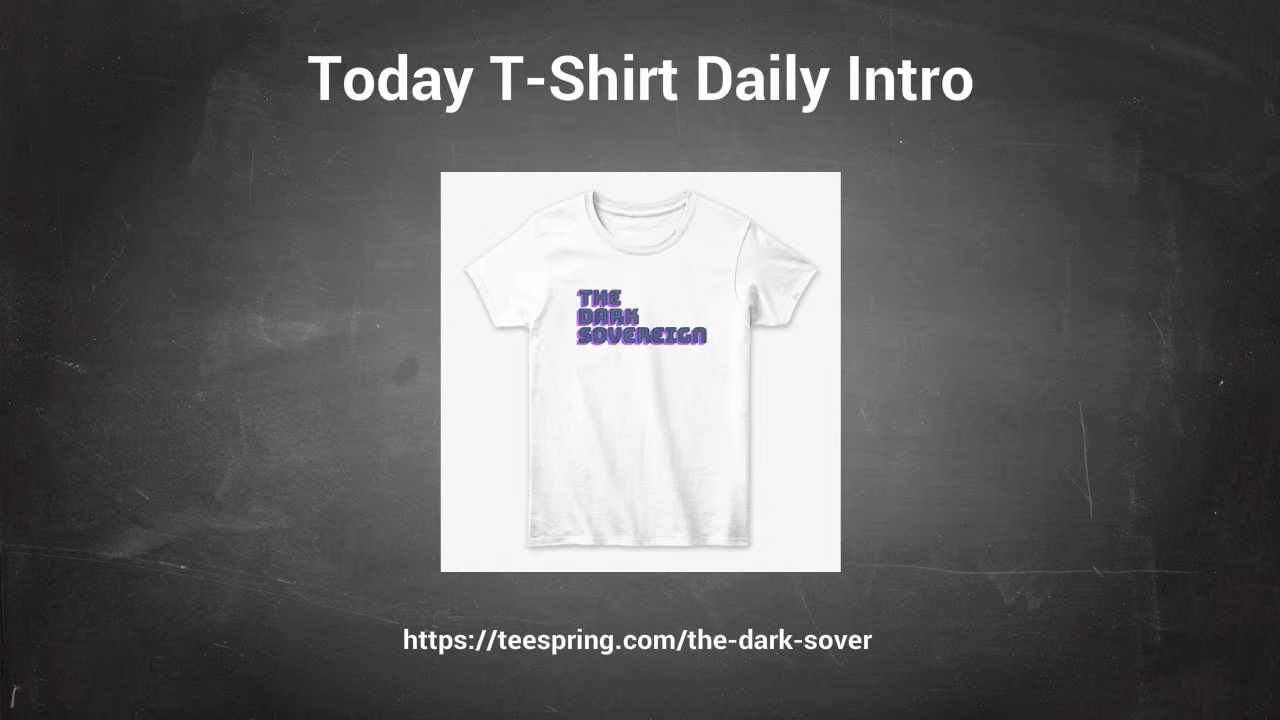 Today T-Shirt Daily Intro
THE
DARK
SOVEREIGN
https://teespring.com/the-dark-sover